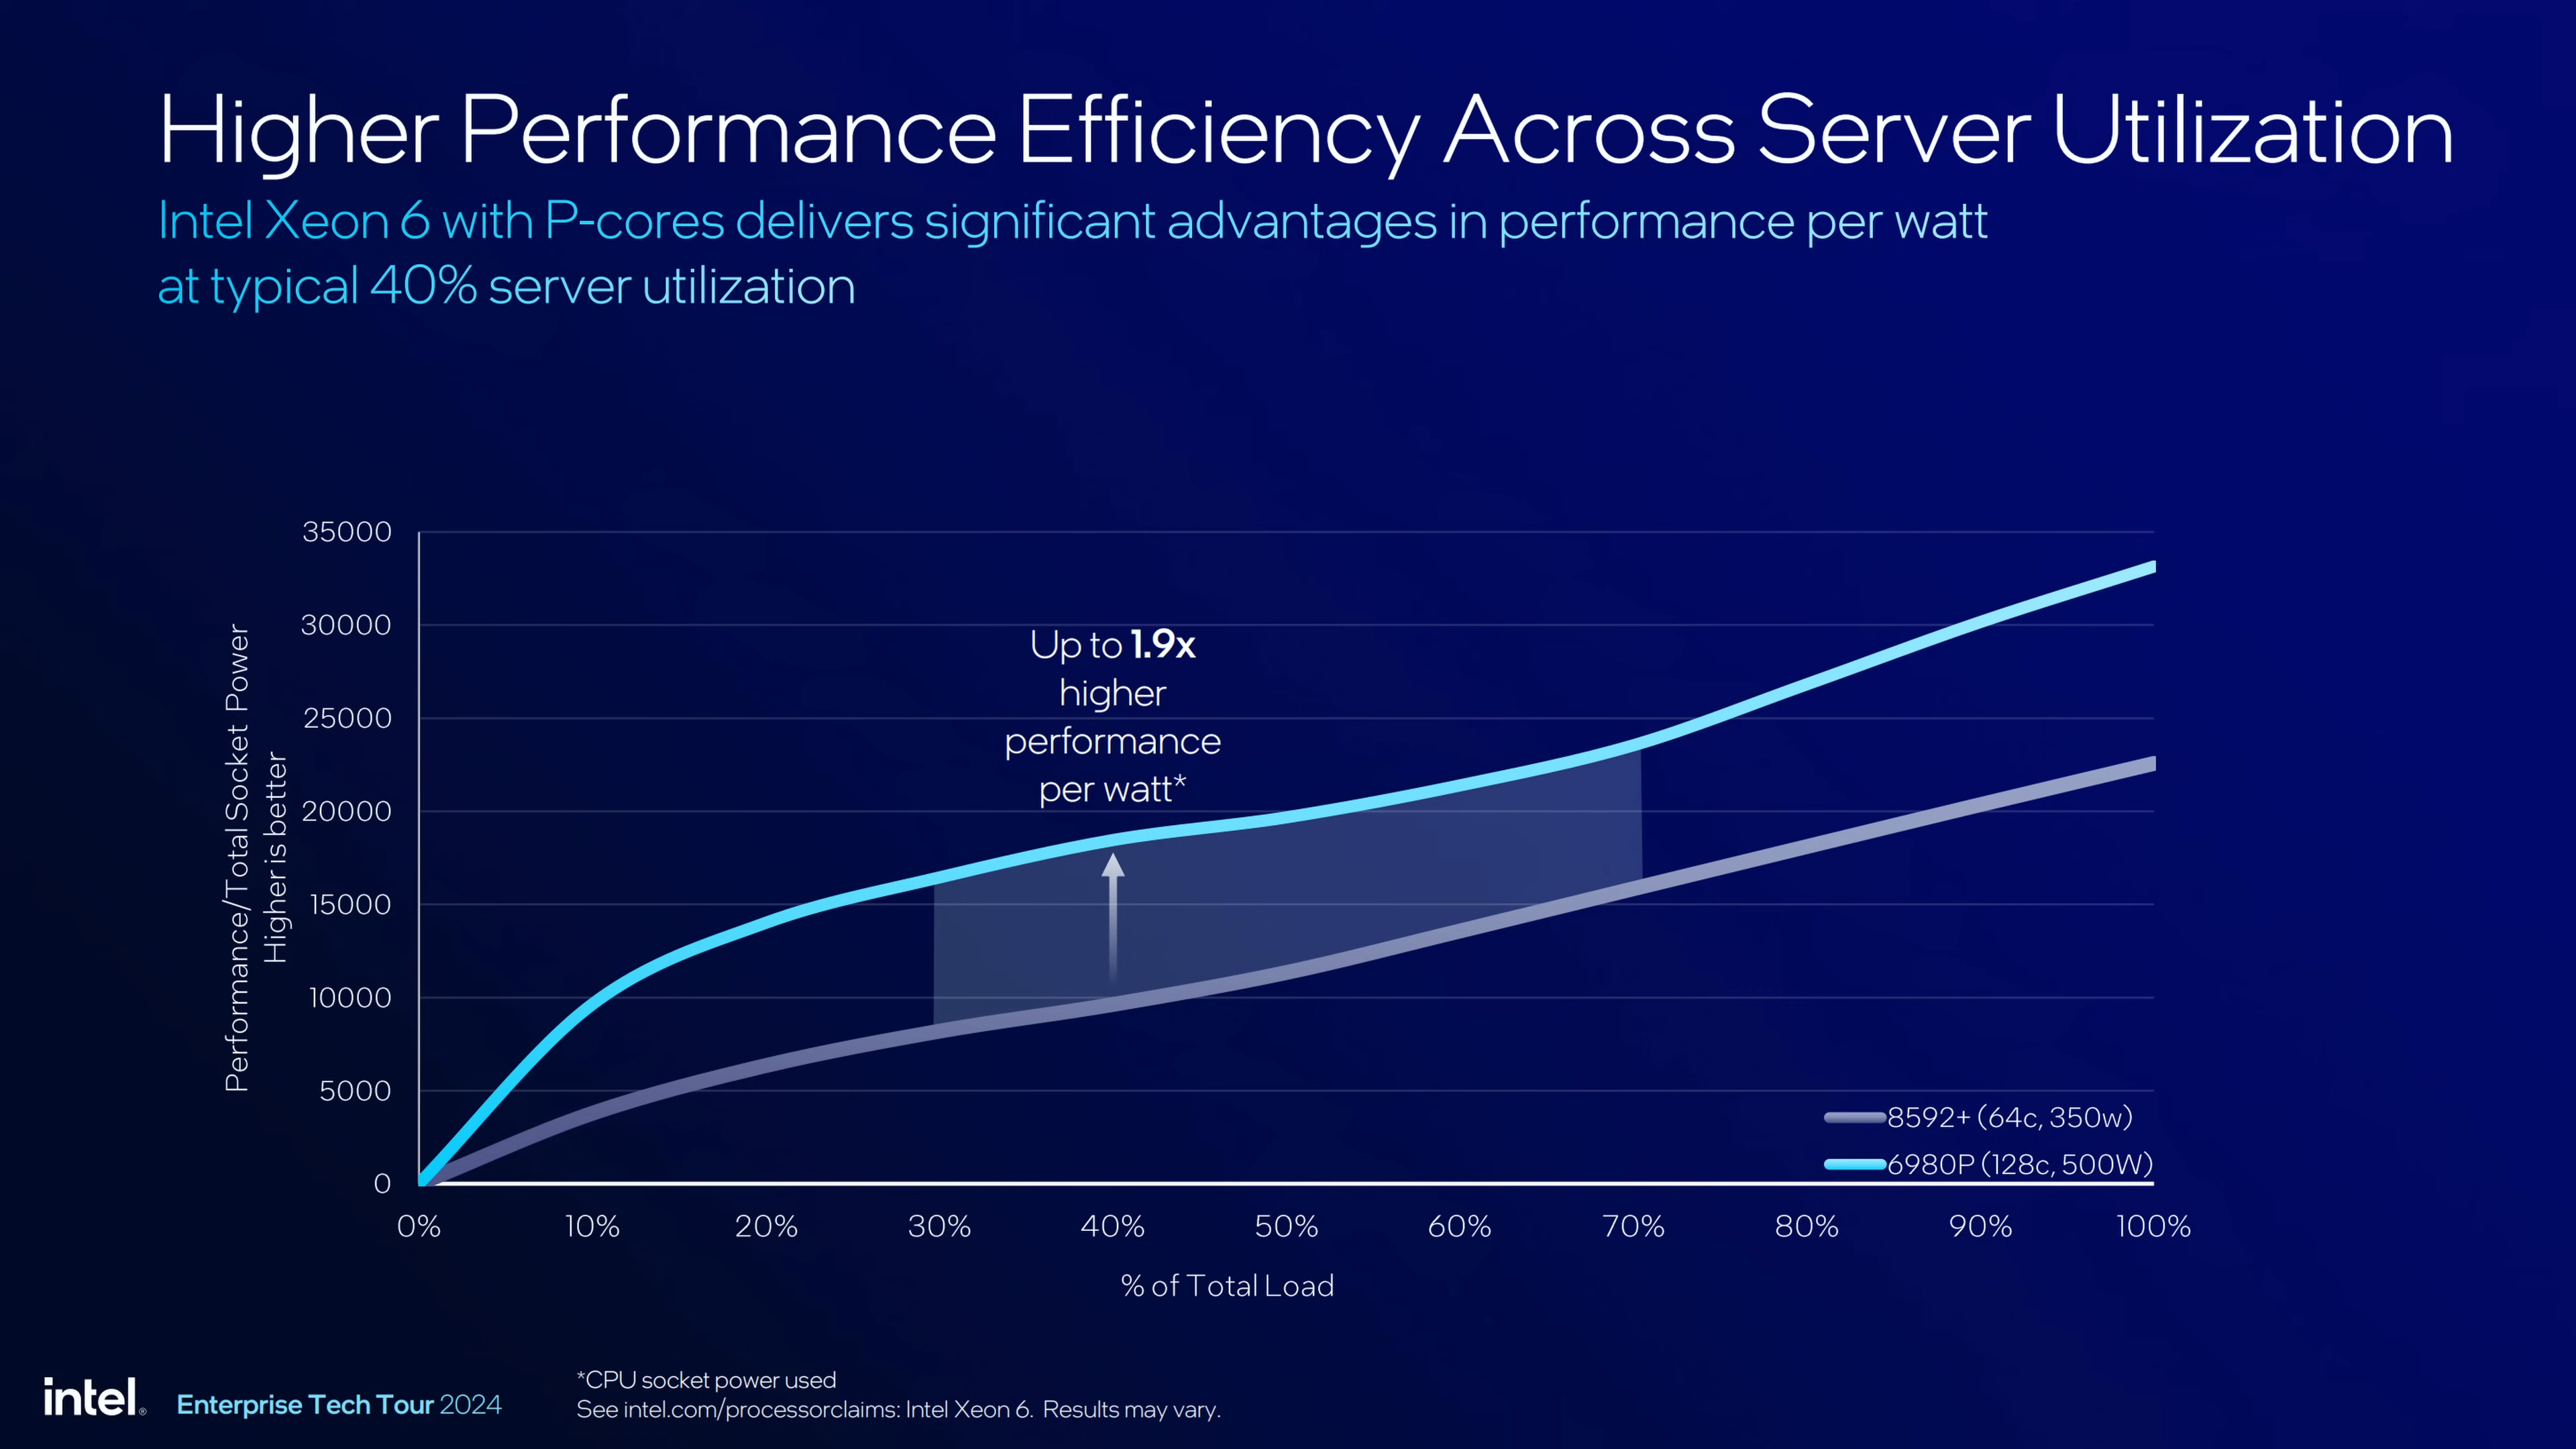 Higher Performance Efficiency Across Server Utilization
Intel Xeon 6 with P-cores delivers significant advantages in performance per watt
at typical 40% server utilization
Performance/Total Socket Power
Higher is better
35000
30000
25000
20000
15000
10000
5000
0
Up to 1.9x
higher
performance
per watt*
8592+ (64c, 350w)
6980P (128c, 500W)
0% 10% 20% 30% 40% 50% 60% 70% 80% 90% 100%
% of Total Load
intel®
Enterprise Tech Tour 2024
*CPU socket power used
See intel.com/processorclaims: Intel Xeon 6. Results may vary.